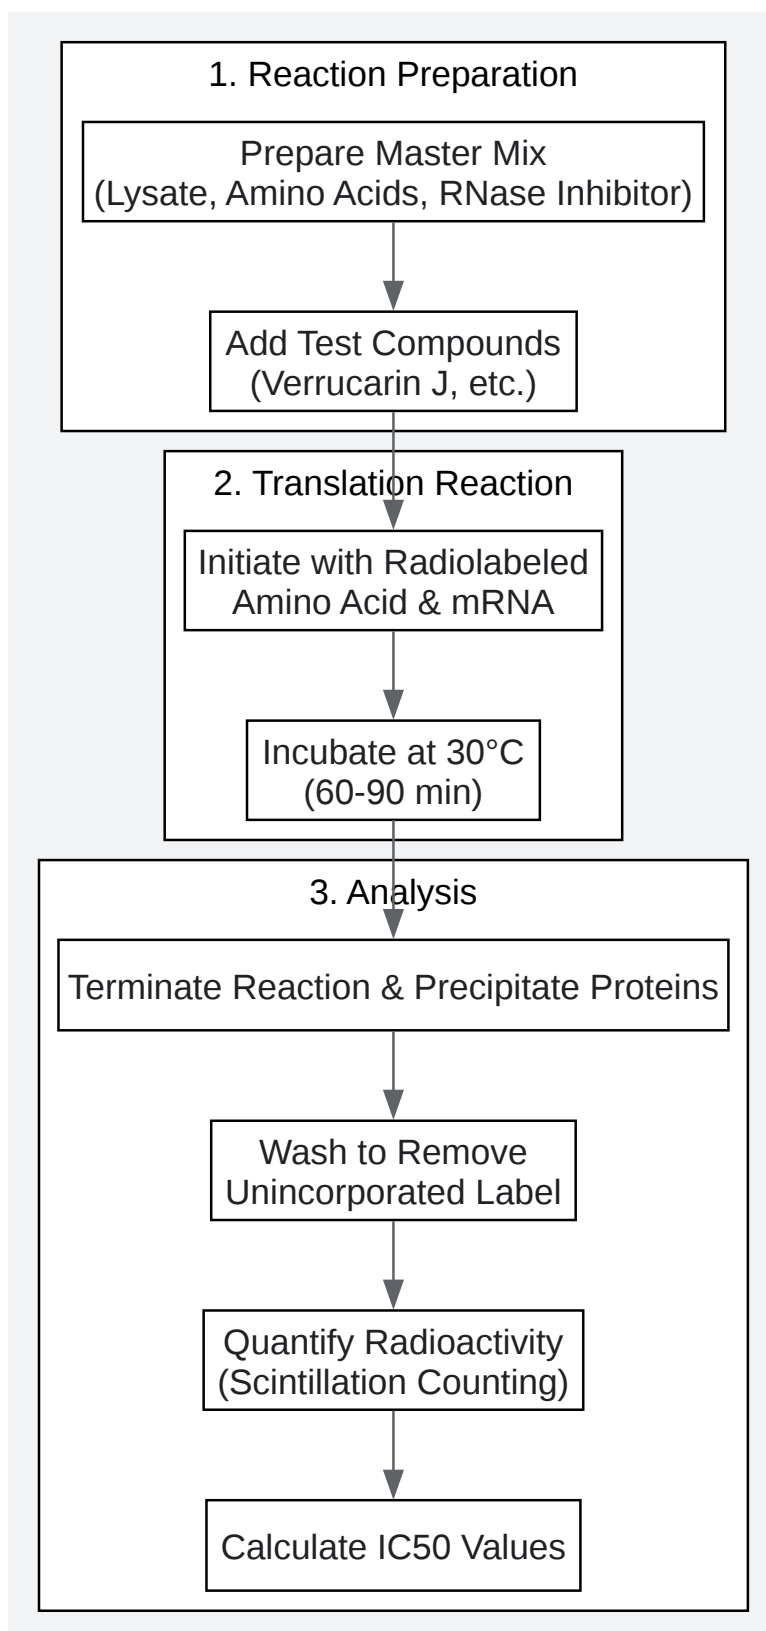 1. Reaction Preparation
Prepare Master Mix
(Lysate, Amino Acids, RNase Inhibitor)
Add Test Compounds
(Verrucarin J, etc.)
2. Translation Reaction
Initiate with Radiolabeled
Amino Acid & mRNA
Incubate at 30°C
(60-90 min)
3. Analysis
Terminate Reaction & Precipitate Proteins
Wash to Remove
Unincorporated Label
Quantify Radioactivity
(Scintillation Counting)
Calculate IC50 Values